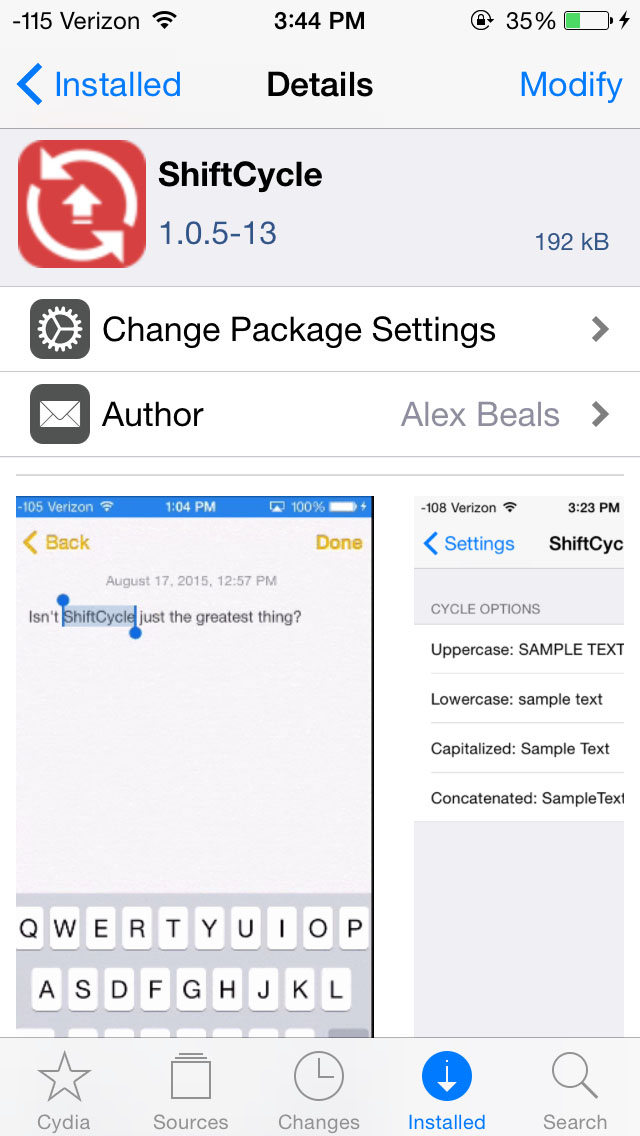 -115 Verizon 3:44 PM 35%
Installed Details Modify
ShiftCycle
1.0.5-13
192 kB
Change Package Settings
Author Alex Beals
-105 Verizon 1:04 PM 100%
Back Done
August 17, 2015, 12:57 PM
Isn't ShiftCycle just the greatest thing?
Q W E R T Y U I O P
A S D F G H J K L
-108 Verizon 3:23 PM
Settings ShiftCyc
CYCLE OPTIONS
Uppercase: SAMPLE TEXT
Lowercase: sample text
Capitalized: Sample Text
Concatenated: SampleText
Cydia Sources Changes Installed Search